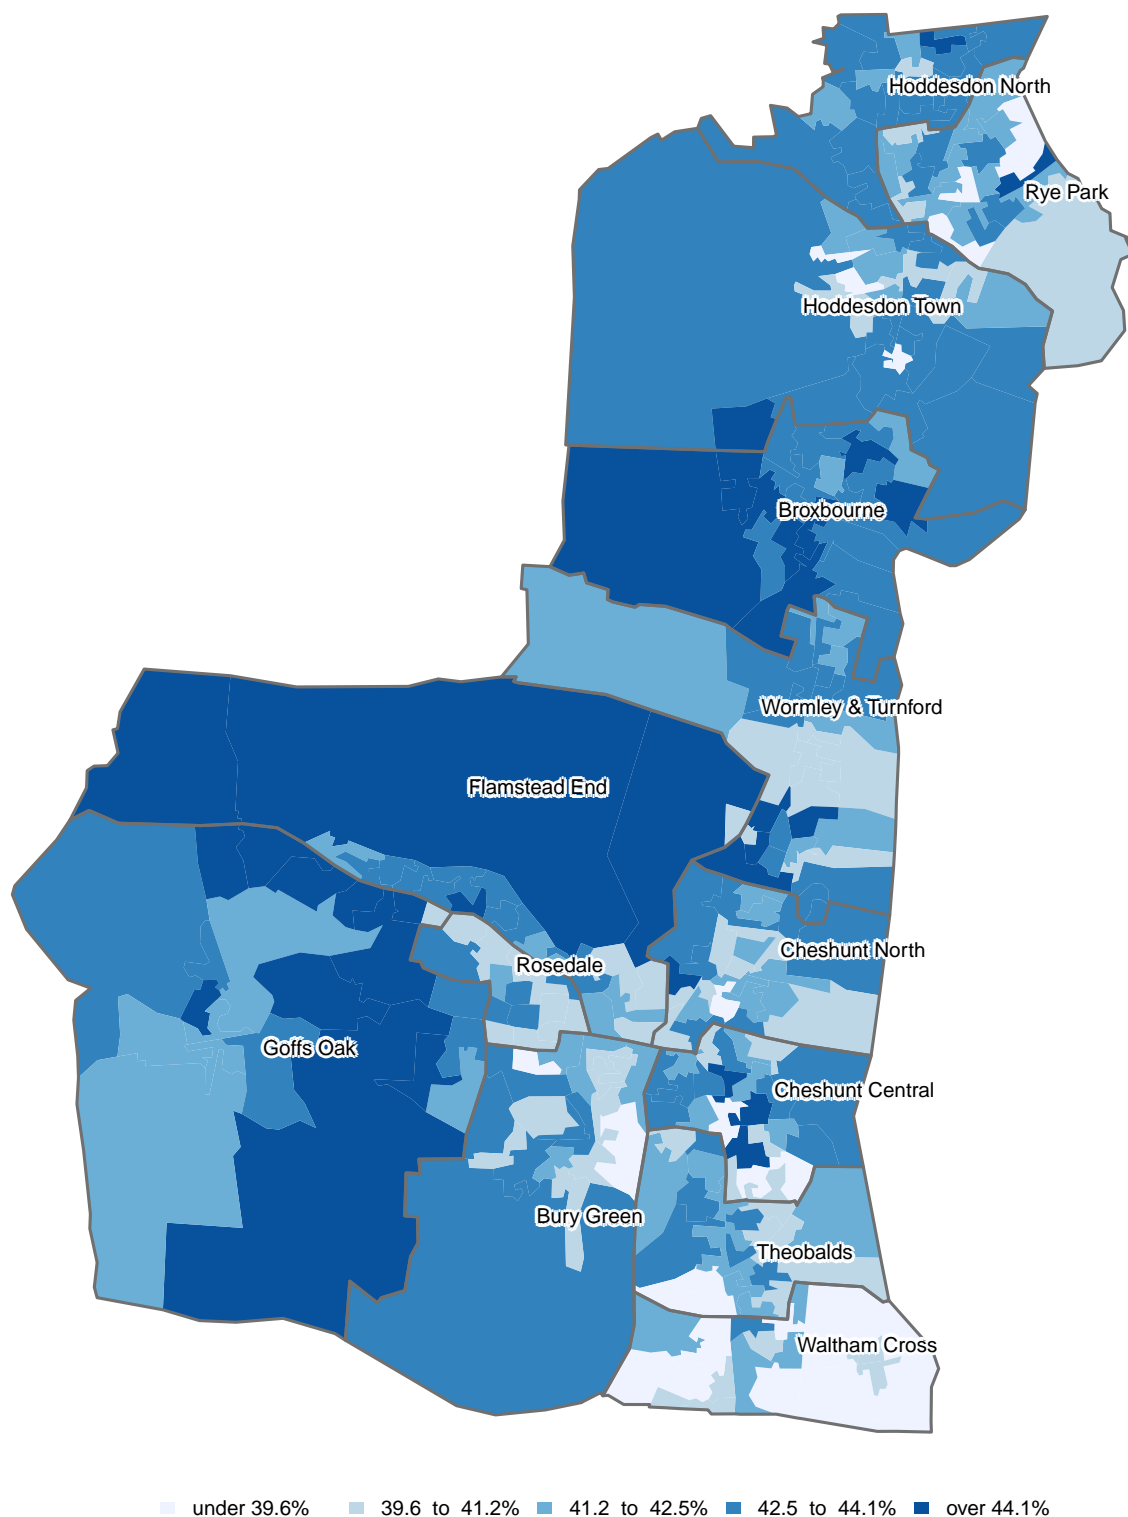 Hoddesdon North
Rye Park
Hoddesdon Town
Broxbourne
Wormley & Turnford
Flamstead End
Cheshunt North
Rosedale
Goffs Oak
Cheshunt Central
Bury Green
Theobalds
Waltham Cross
under 39.6% 39.6 to 41.2% 41.2 to 42.5% 42.5 to 44.1% over 44.1%